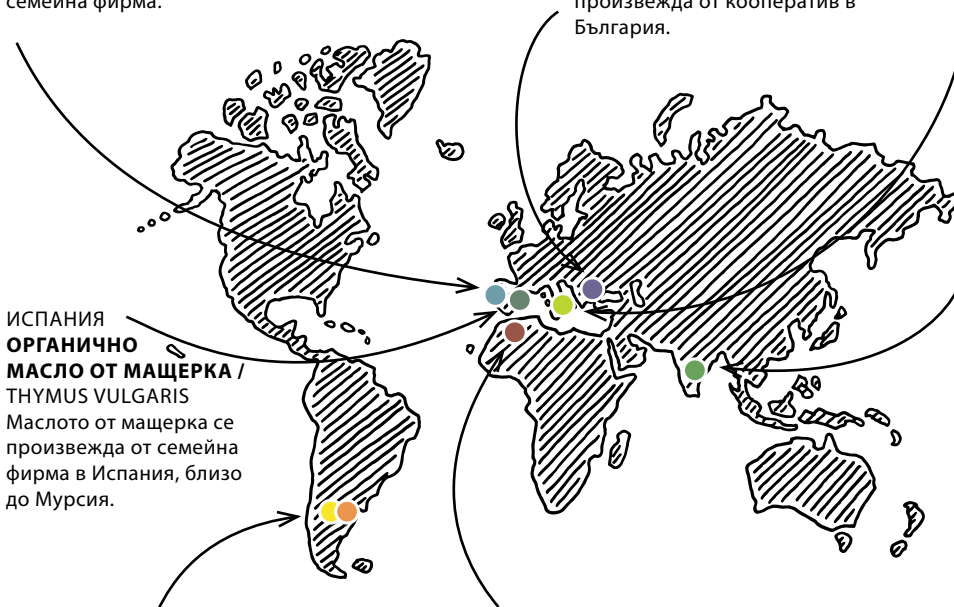 семейна фирма.
произвежда от кооператив в
България.
ИСПАНИЯ
ОРГАНИЧНО
МАСЛО ОТ МАЩЕРКА /
THYMUS VULGARIS
Маслото от мащерка се
произвежда от семейна
фирма в Испания, близо
до Мурсия.